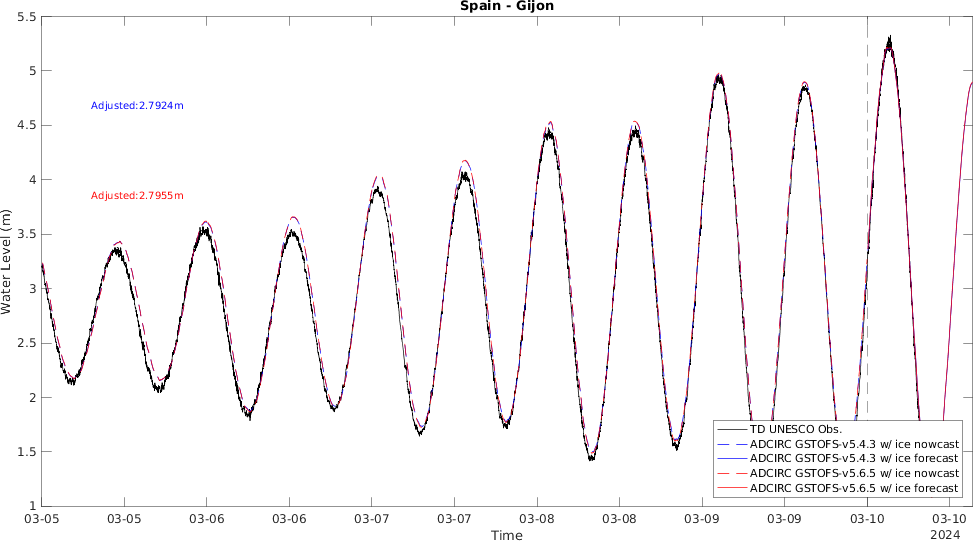 Spain - Gijon
5.5
5
4.5
4
3.5
3
2.5
2
1.5
1
Water Level (m)
Adjusted:2.7924m
Adjusted:2.7955m
TD UNESCO Obs.
ADCIRC GSTOFS-v5.4.3 w/ ice nowcast
ADCIRC GSTOFS-v5.4.3 w/ ice forecast
ADCIRC GSTOFS-v5.6.5 w/ ice nowcast
ADCIRC GSTOFS-v5.6.5 w/ ice forecast
03-05 03-05 03-06 03-06 03-07 03-07 03-08 03-08 03-09 03-09 03-10 03-10
2024
Time